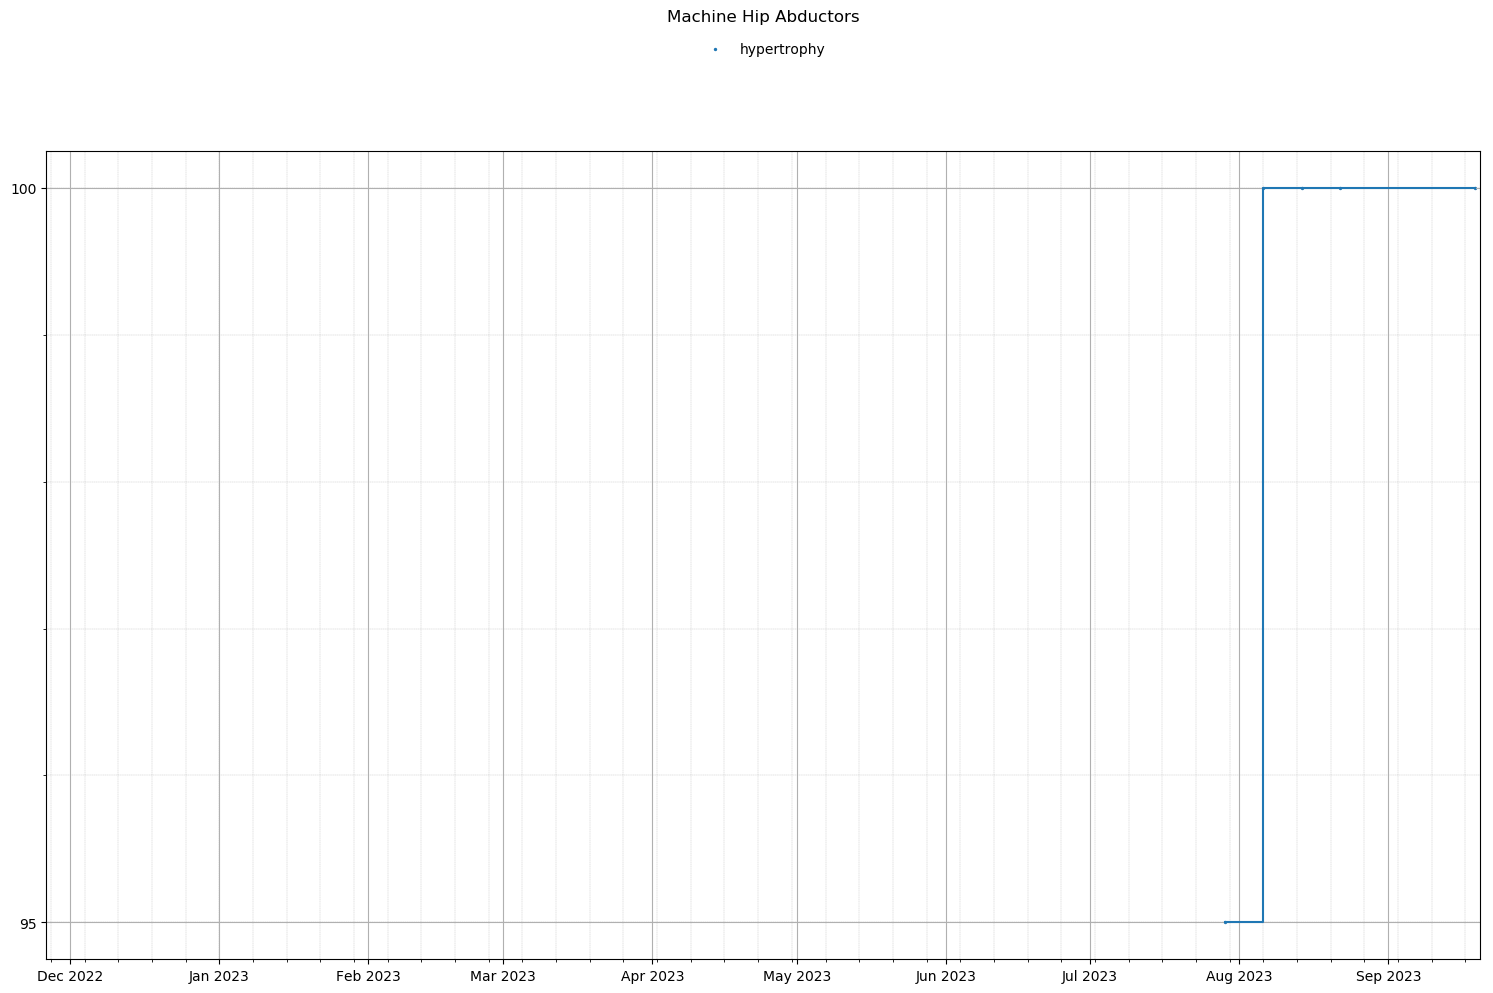 Machine Hip Abductors
hypertrophy
100
95
Dec 2022
Jan 2023
Feb 2023
Mar 2023
Apr 2023
May 2023
Jun 2023
Jul 2023
Aug 2023
Sep 2023